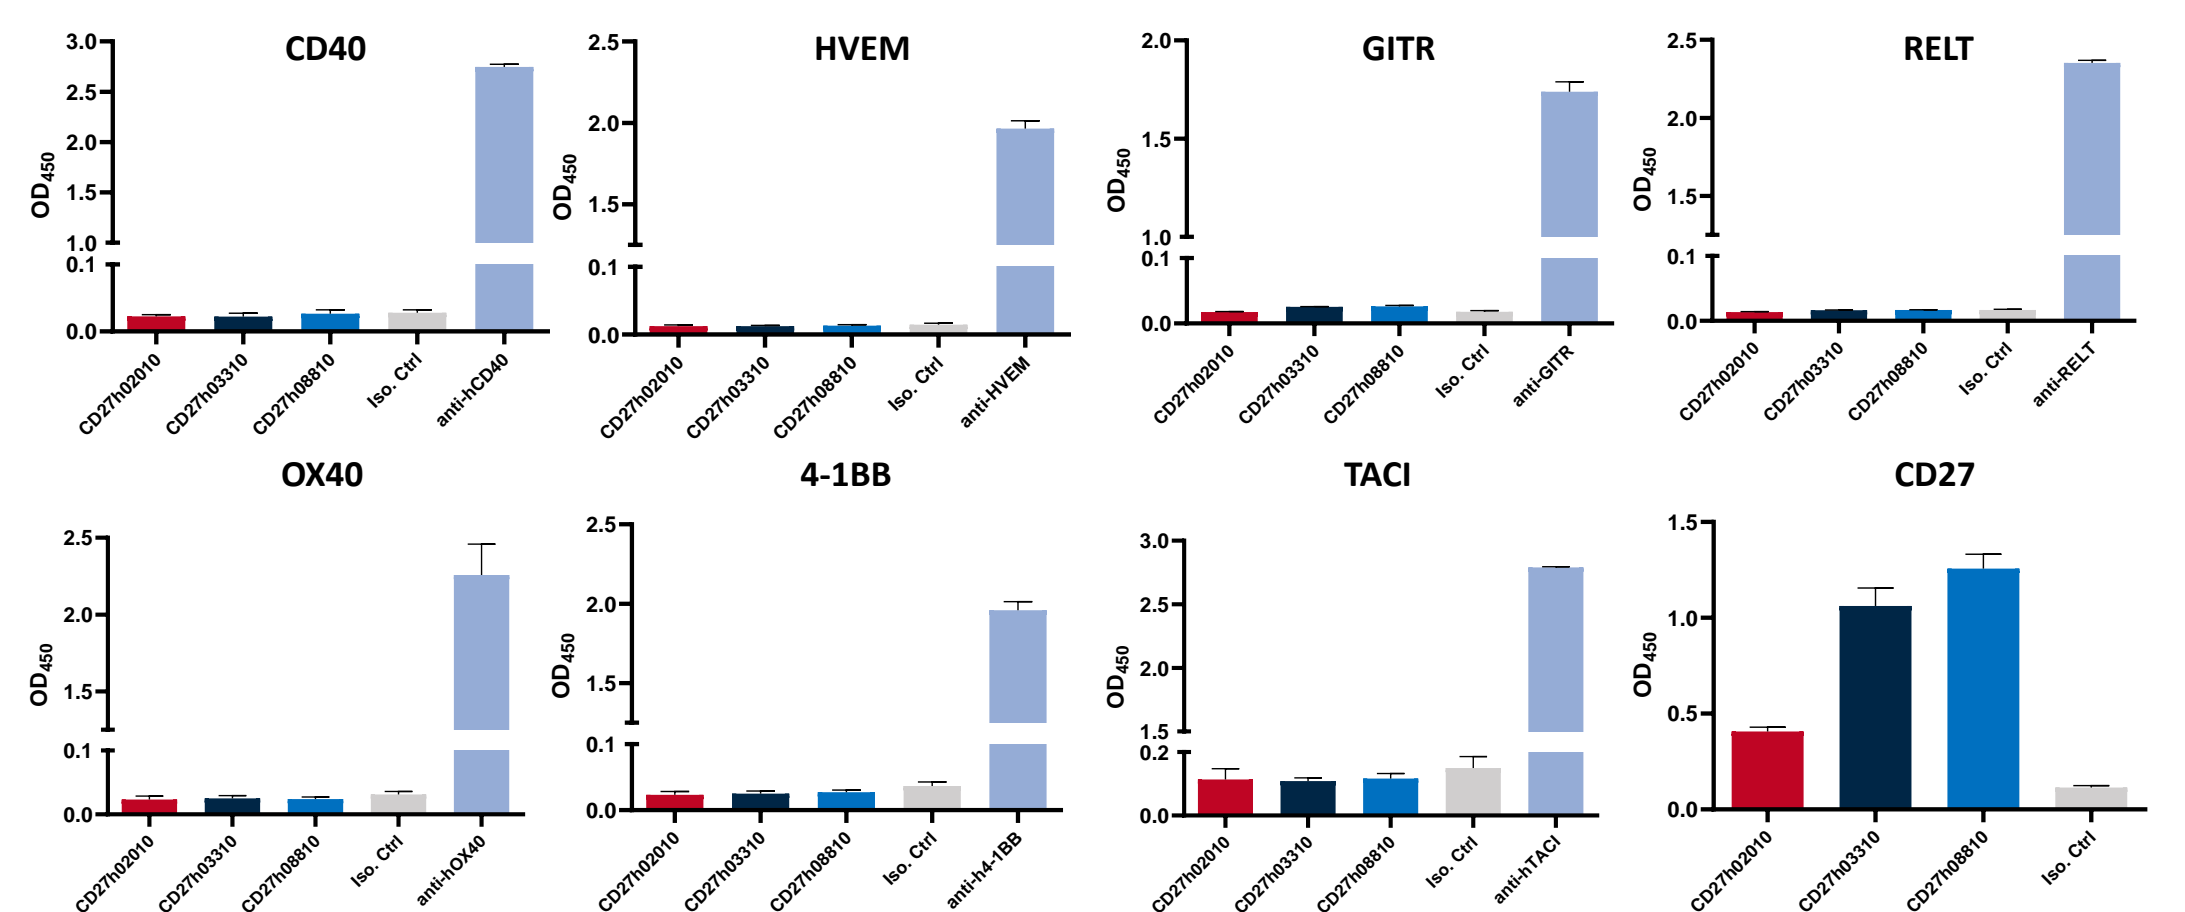 CD40
3.0
2.5
2.0
1.5
1.0
0.1
0.0
OD450
CD27h02010
CD27h03310
CD27h08810
Iso. Ctrl
anti-hCD40
HVEM
2.5
2.0
1.5
0.1
0.0
OD450
CD27h02010
CD27h03310
CD27h08810
Iso. Ctrl
anti-HVEM
GITR
2.0
1.5
1.0
0.1
0.0
OD450
CD27h02010
CD27h03310
CD27h08810
Iso. Ctrl
anti-GITR
RELT
2.5
2.0
1.5
0.1
0.0
OD450
CD27h02010
CD27h03310
CD27h08810
Iso. Ctrl
anti-RELT
OX40
2.5
2.0
1.5
0.1
0.0
OD450
CD27h02010
CD27h03310
CD27h08810
Iso. Ctrl
anti-hOX40
4-1BB
2.5
2.0
1.5
0.1
0.0
OD450
CD27h02010
CD27h03310
CD27h08810
Iso. Ctrl
anti-h4-1BB
TACI
3.0
2.5
2.0
1.5
0.2
0.0
OD450
CD27h02010
CD27h03310
CD27h08810
Iso. Ctrl
anti-hTACI
CD27
1.5
1.0
0.5
0.0
OD450
CD27h02010
CD27h03310
CD27h08810
Iso. Ctrl